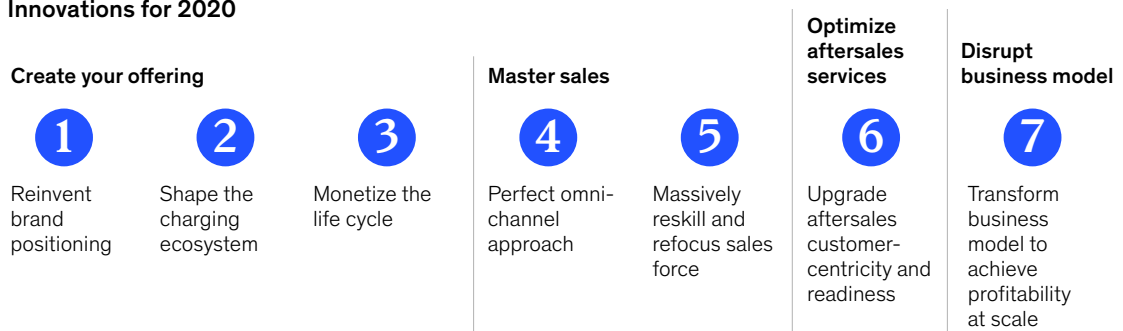 Innovations for 2020
Create your offering
1
Reinvent
brand
positioning
2
Shape the
charging
ecosystem
3
Monetize the
life cycle
Master sales
4
Perfect omni-
channel
approach
5
Massively
reskill and
refocus sales
force
Optimize
aftersales
services
6
Upgrade
aftersales
customer-
centricity and
readiness
Disrupt
business model
7
Transform
business
model to
achieve
profitability
at scale